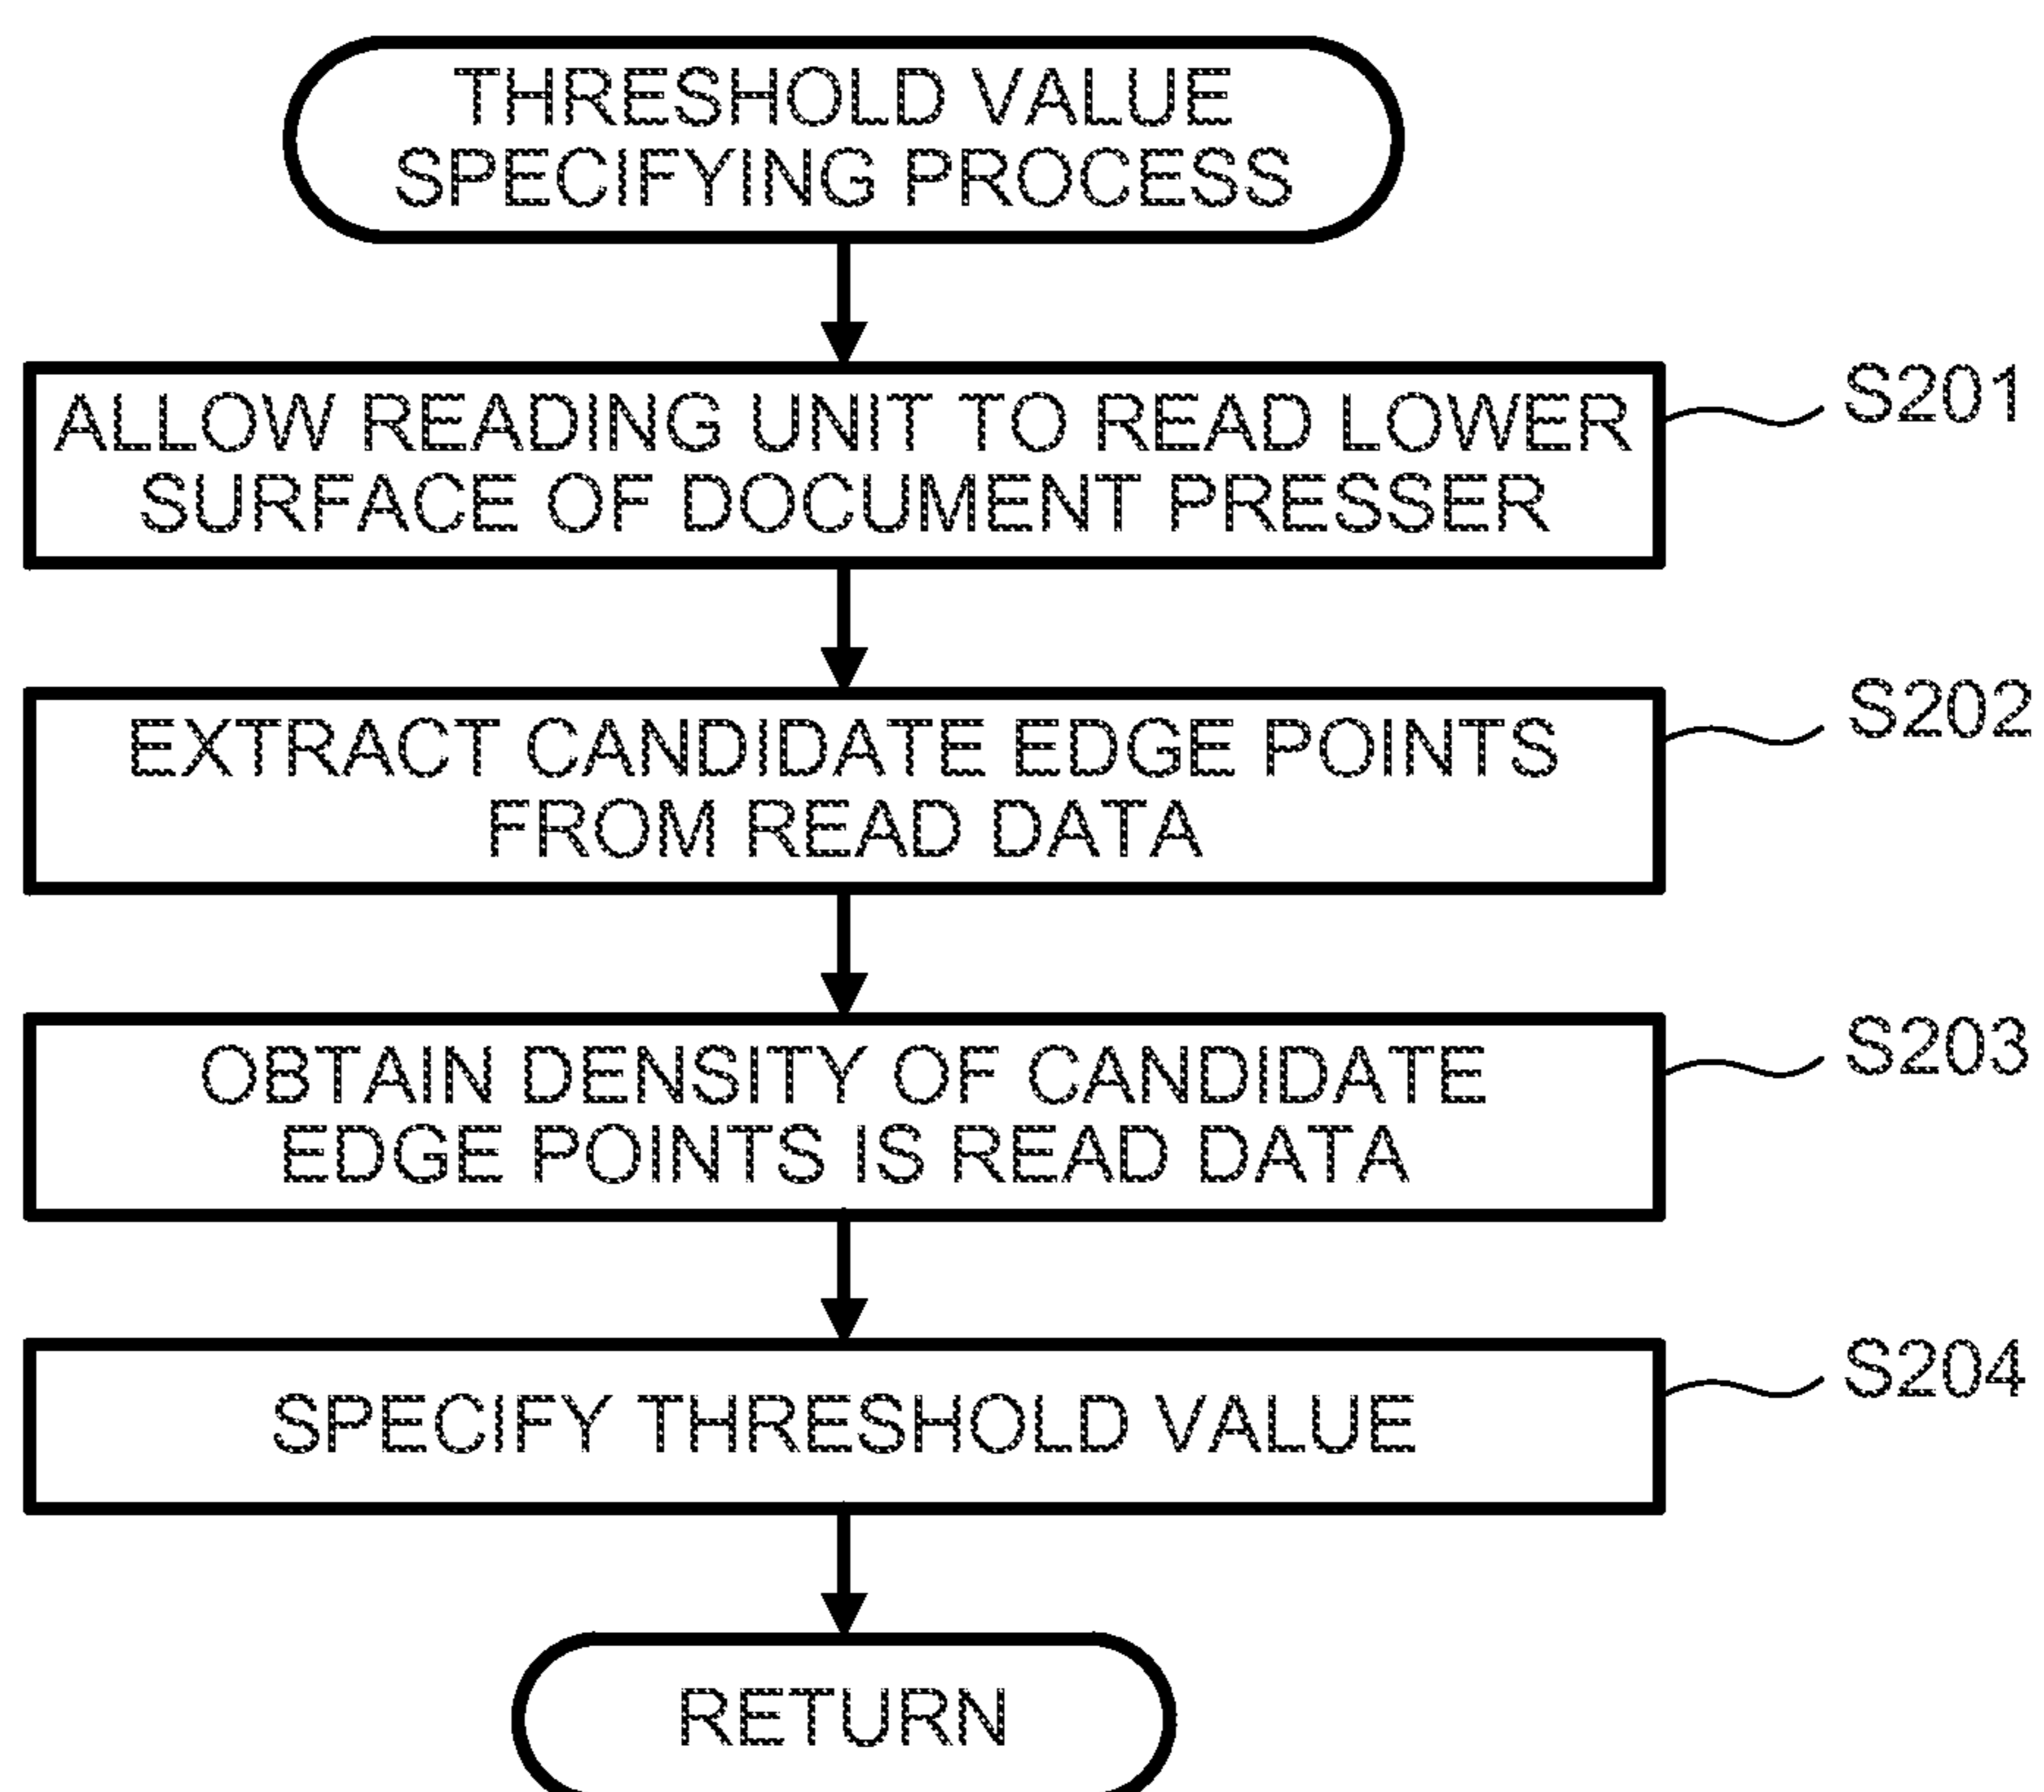 THRESHOLD VALUE
SPECIFYING PROCESS
ALLOW READING UNIT TO READ LOWER
SURFACE OF DOCUMENT PRESSER
S201
EXTRACT CANDIDATE EDGE POINTS
FROM READ DATA
S202
OBTAIN DENSITY OF CANDIDATE
EDGE POINTS IS READ DATA
S203
SPECIFY THRESHOLD VALUE
S204
RETURN